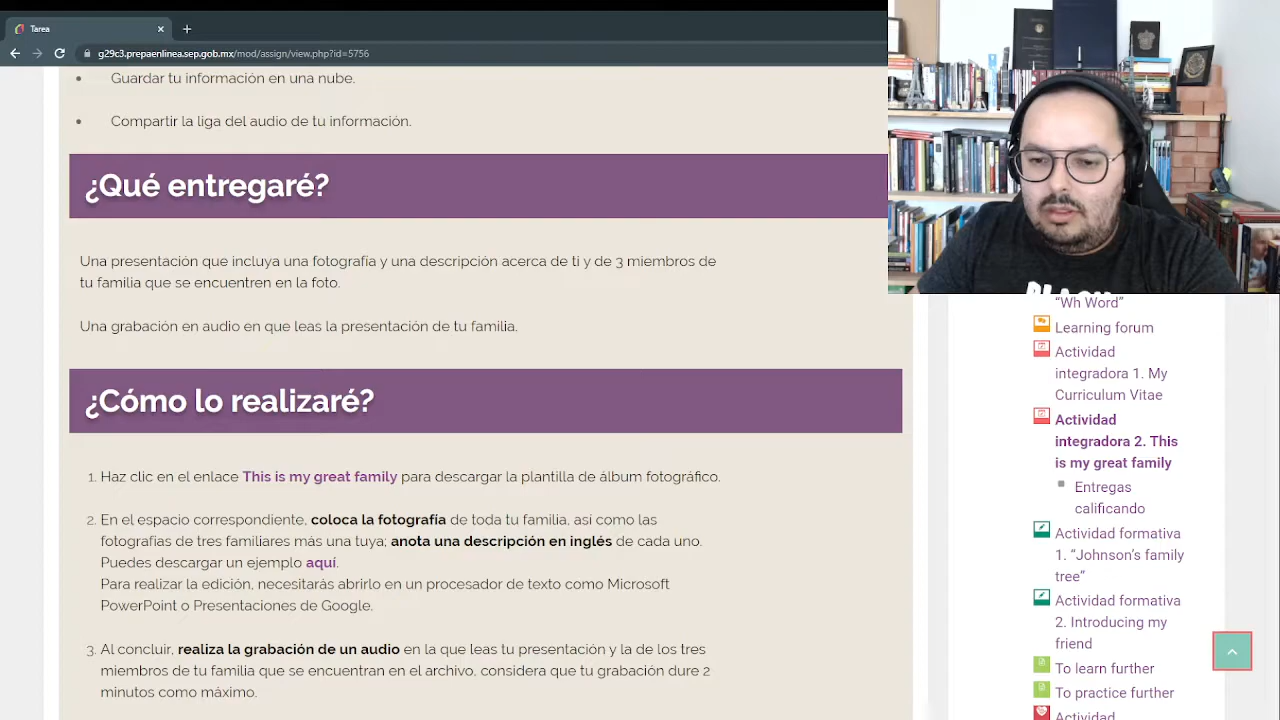 Tarea
g29c3.prepaenlinea.sep.gob.mx/mod/assign/view.php?id=5756
Guardar tu información en una nube.
Compartir la liga del audio de tu información.
¿Qué entregaré?
Una presentación que incluya una fotografía y una descripción acerca de ti y de 3 miembros de
tu familia que se encuentren en la foto.
Una grabación en audio en que leas la presentación de tu familia.
¿Cómo lo realizaré?
1. Haz clic en el enlace This is my great family para descargar la plantilla de álbum fotográfico.
2. En el espacio correspondiente, coloca la fotografía de toda tu familia, así como las
fotografías de tres familiares más una tuya; anota una descripción en inglés de cada uno.
Puedes descargar un ejemplo aquí.
Para realizar la edición, necesitarás abrirla en un procesador de texto como Microsoft
PowerPoint o Presentaciones de Google.
3. Al concluir, realiza la grabación de un audio en la que leas tu presentación y la de los tres
miembros de tu familia que se encuentran en el archivo, considera que tu grabación dure 2
minutos como máximo.
“Wh Word”
Learning forum
Actividad
integradora 1. My
Curriculum Vitae
Actividad
integradora 2. This
is my great family
Entregas
calificando
Actividad formativa
1. “Johnson’s family
tree”
Actividad formativa
2. Introducing my
friend
To learn further
To practice further
Actividad